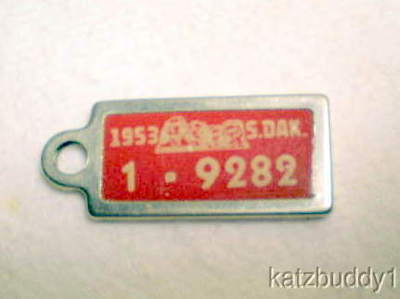 1953 S.DAK.
1 - 9282
katzbuddy1